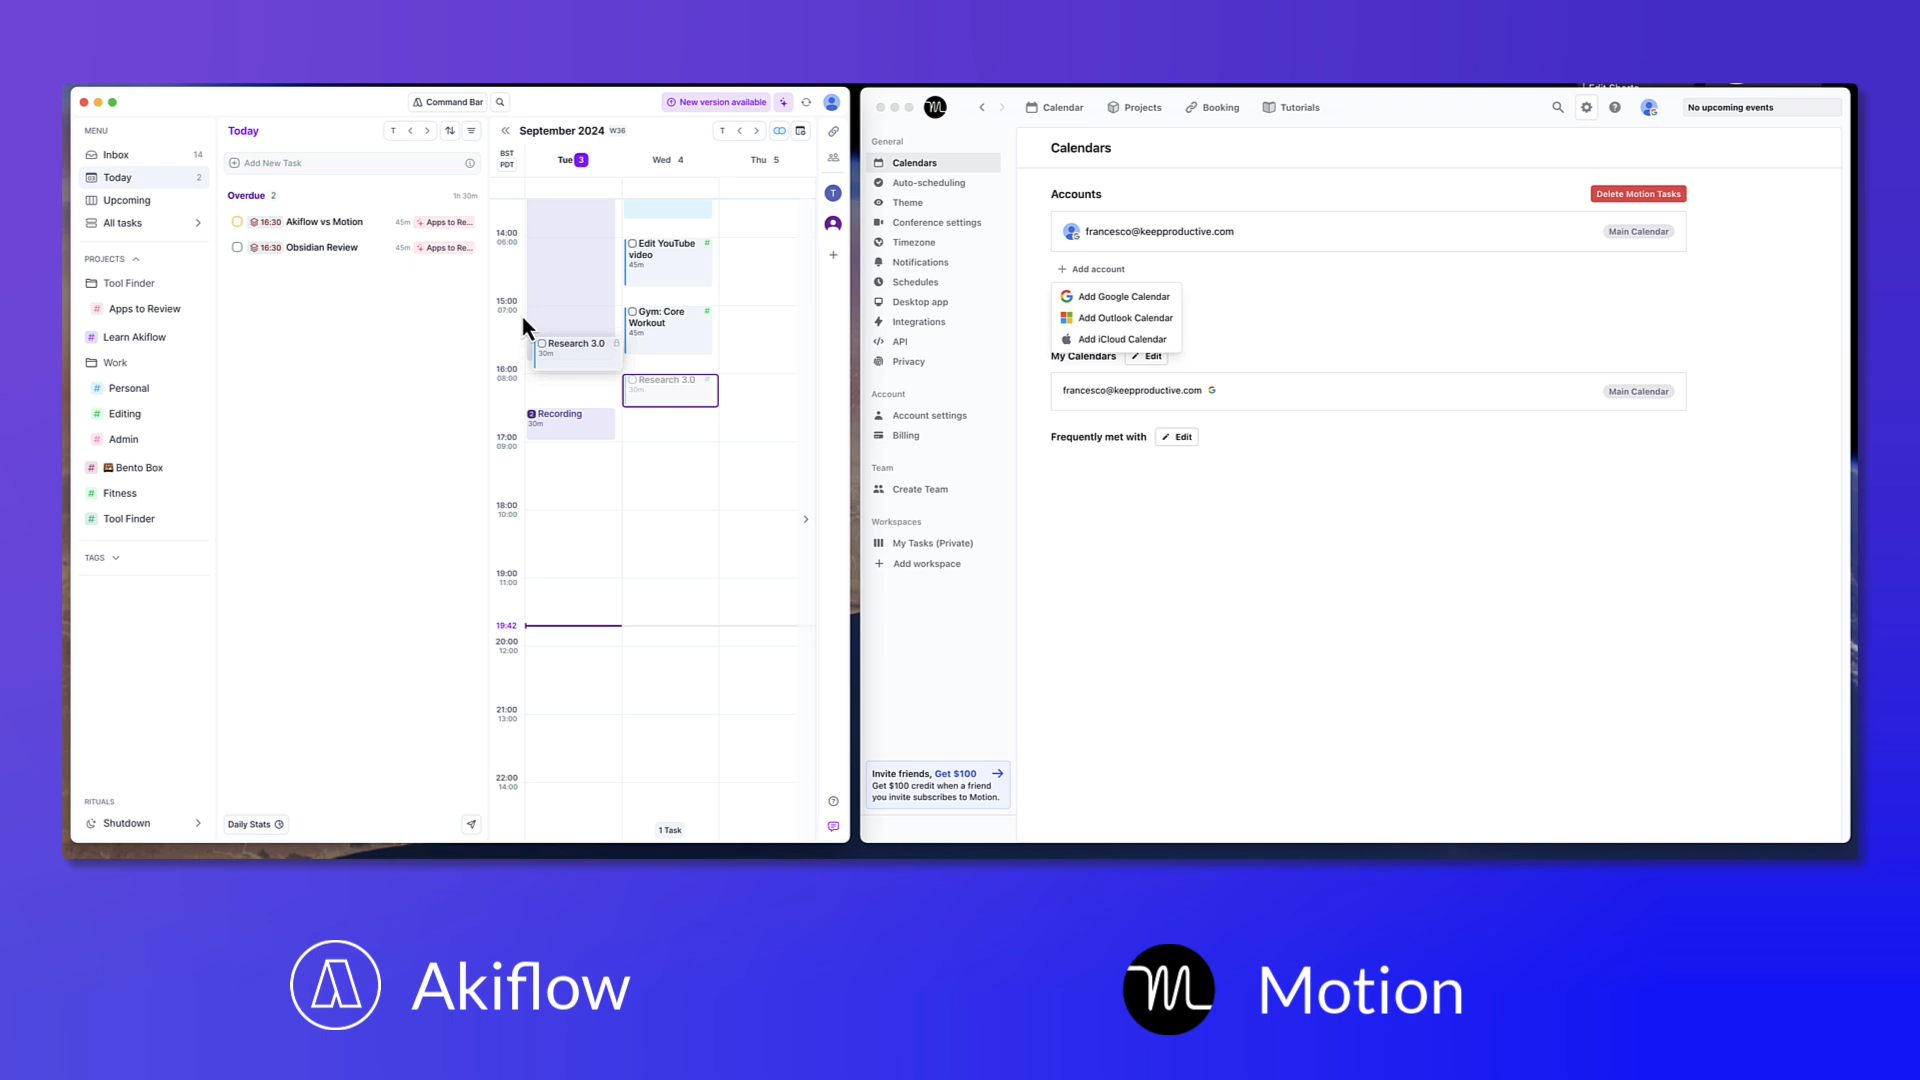 Command Bar
New version available
MENU
Inbox 14
Today 2
Upcoming
All tasks
PROJECTS
Tool Finder
# Apps to Review
# Learn Akiflow
Work
# Personal
# Editing
# Admin
# Bento Box
# Fitness
# Tool Finder
TAGS
RITUALS
Shutdown
Today
T
Add New Task
Overdue 2 1h 30m
16:30 Akiflow vs Motion 45m Apps to Re...
16:30 Obsidian Review 45m Apps to Re...
Daily Stats
September 2024 W36
T
BST
PDT
Tue 3
Wed 4
Thu 5
14:00
06:00
15:00
07:00
16:00
08:00
17:00
09:00
18:00
10:00
19:00
11:00
19:42
20:00
12:00
21:00
13:00
22:00
14:00
Edit YouTube #
video
45m
Gym: Core #
Workout
45m
Research 3.0
30m
Research 3.0 #
30m
2 Recording
30m
1 Task
T
Calendar
Projects
Booking
Tutorials
No upcoming events
General
Calendars
Auto-scheduling
Theme
Conference settings
Timezone
Notifications
Schedules
Desktop app
Integrations
API
Privacy
Account
Account settings
Billing
Team
Create Team
Workspaces
My Tasks (Private)
Add workspace
Invite friends, Get $100
Get $100 credit when a friend
you invite subscribes to Motion.
Calendars
Accounts
Delete Motion Tasks
francesco@keepproductive.com Main Calendar
Add account
Add Google Calendar
Add Outlook Calendar
Add iCloud Calendar
My Calendars Edit
francesco@keepproductive.com Main Calendar
Frequently met with Edit
Akiflow
Motion